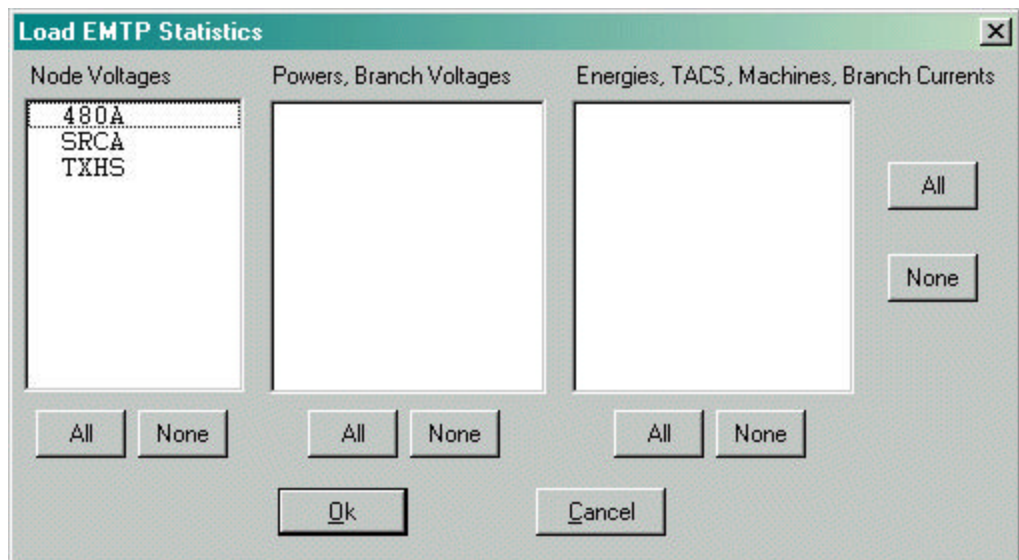 Load EMTP Statistics
Node Voltages
Powers, Branch Voltages
Energies, TACS, Machines, Branch Currents
480A
SRCA
TXHS
All
None
All
None
All
None
All
None
Ok
Cancel